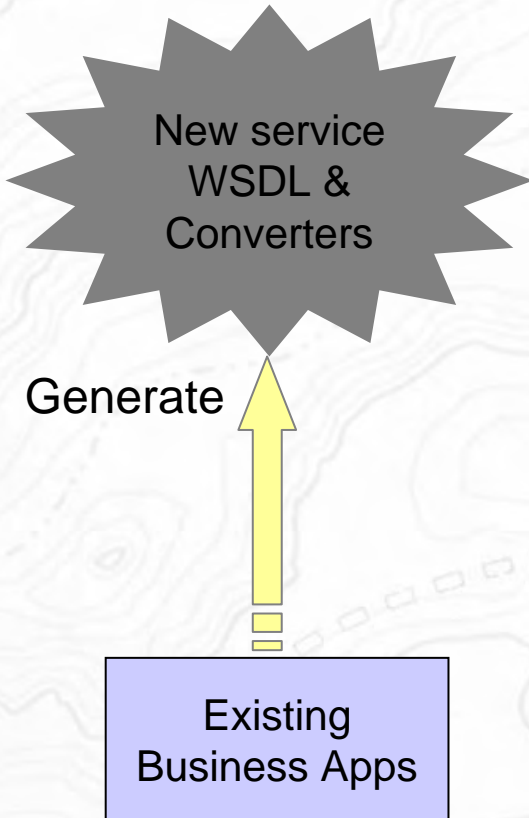 New service
WSDL &
Converters
Generate
Existing
Business Apps